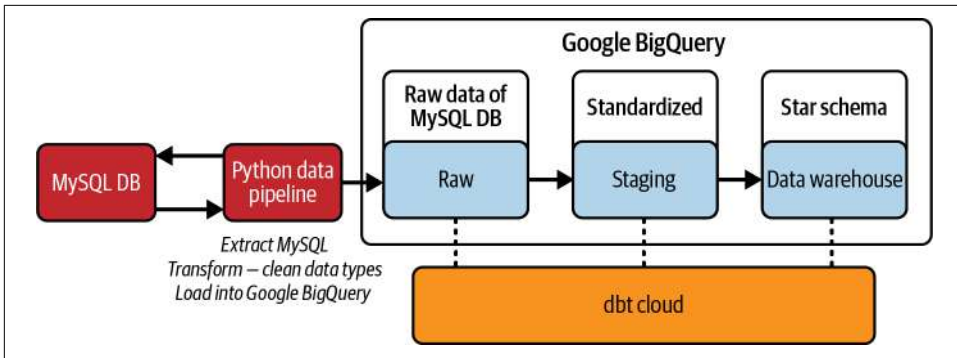 Google BigQuery
Raw data of
MySQL DB
Standardized
Star schema
MySQL DB
Python data
pipeline
Raw
Staging
Data warehouse
Extract MySQL
Transform — clean data types
Load into Google BigQuery
dbt cloud